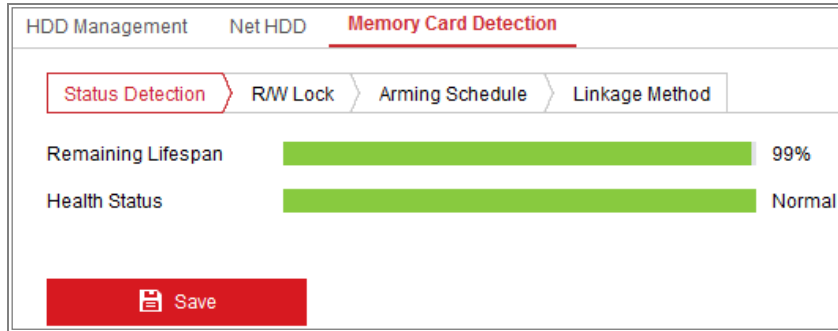 HDD Management Net HDD Memory Card Detection
Status Detection R/W Lock Arming Schedule Linkage Method
Remaining Lifespan 99%
Health Status Normal
Save